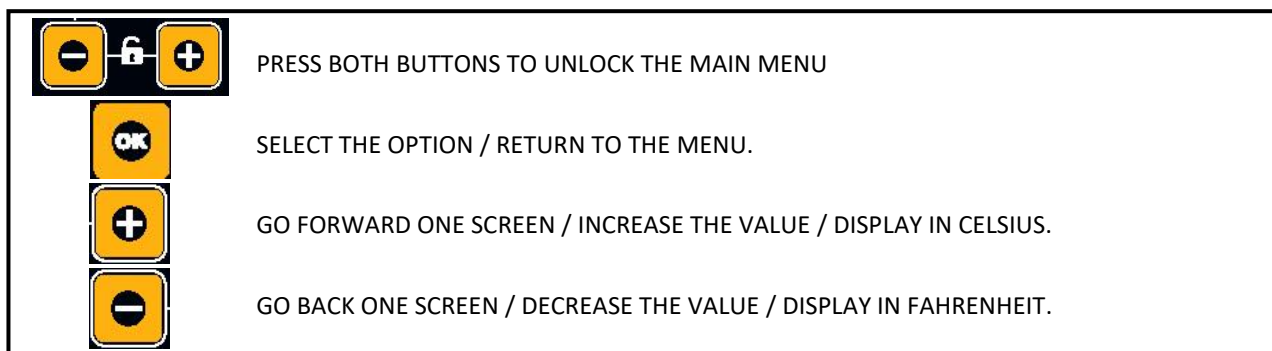 PRESS BOTH BUTTONS TO UNLOCK THE MAIN MENU
OK
SELECT THE OPTION / RETURN TO THE MENU.
GO FORWARD ONE SCREEN / INCREASE THE VALUE / DISPLAY IN CELSIUS.
GO BACK ONE SCREEN / DECREASE THE VALUE / DISPLAY IN FAHRENHEIT.